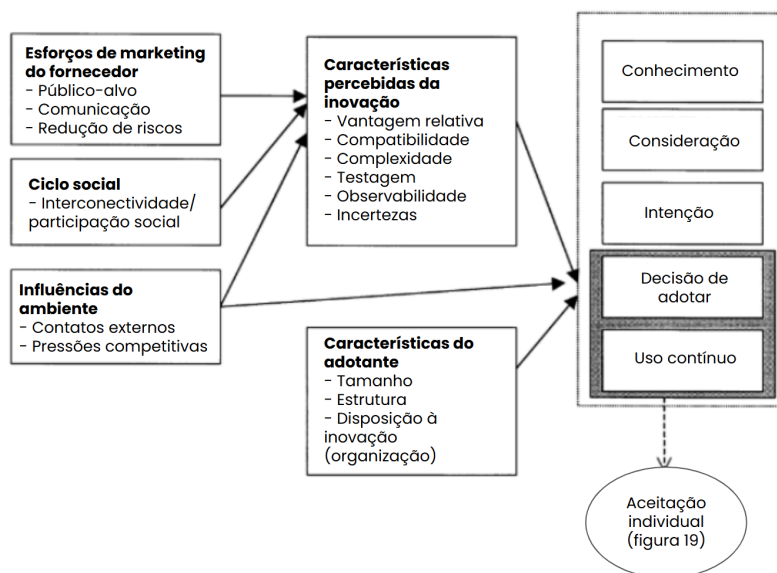 Esforços de marketing
do fornecedor
- Público-alvo
- Comunicação
- Redução de riscos
Ciclo social
- Interconectividade/
participação social
Influências do
ambiente
- Contatos externos
- Pressões competitivas
Características
percebidas da
inovação
- Vantagem relativa
- Compatibilidade
- Complexidade
- Testagem
- Observabilidade
- Incertezas
Características do
adotante
- Tamanho
- Estrutura
- Disposição à
inovação
(organização)
Conhecimento
Consideração
Intenção
Decisão de
adotar
Uso contínuo
Aceitação
individual
(figura 19)